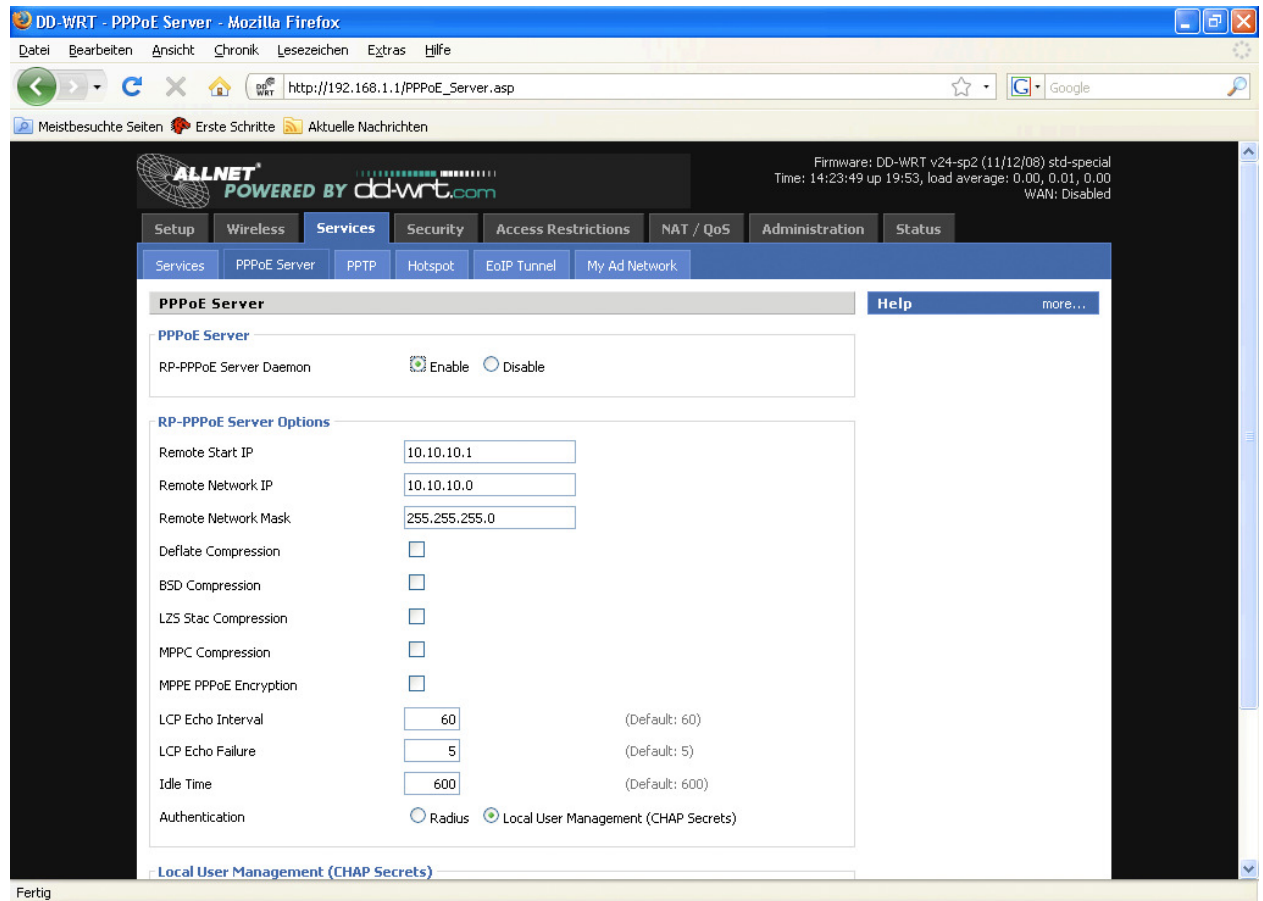 DD-WRT - PPPoE Server - Mozilla Firefox
Datei Bearbeiten Ansicht Chronik Lesezeichen Extras Hilfe
DD WRT http://192.168.1.1/PPPoE_Server.asp G Google
Meistbesuchte Seiten Erste Schritte Aktuelle Nachrichten
ALLNET
POWERED BY dd-wrt.com
Firmware: DD-WRT v24-sp2 (11/12/08) std-special
Time: 14:23:49 up 19:53, load average: 0.00, 0.01, 0.00
WAN: Disabled
Setup Wireless Services Security Access Restrictions NAT / QoS Administration Status
Services PPPoE Server PPTP Hotspot EoIP Tunnel My Ad Network
PPPoE Server
Help more...
PPPoE Server
RP-PPPoE Server Daemon Enable Disable
RP-PPPoE Server Options
Remote Start IP 10.10.10.1
Remote Network IP 10.10.10.0
Remote Network Mask 255.255.255.0
Deflate Compression
BSD Compression
LZS Stac Compression
MPPC Compression
MPPE PPPoE Encryption
LCP Echo Interval 60 (Default: 60)
LCP Echo Failure 5 (Default: 5)
Idle Time 600 (Default: 600)
Authentication Radius Local User Management (CHAP Secrets)
Local User Management (CHAP Secrets)
Fertig